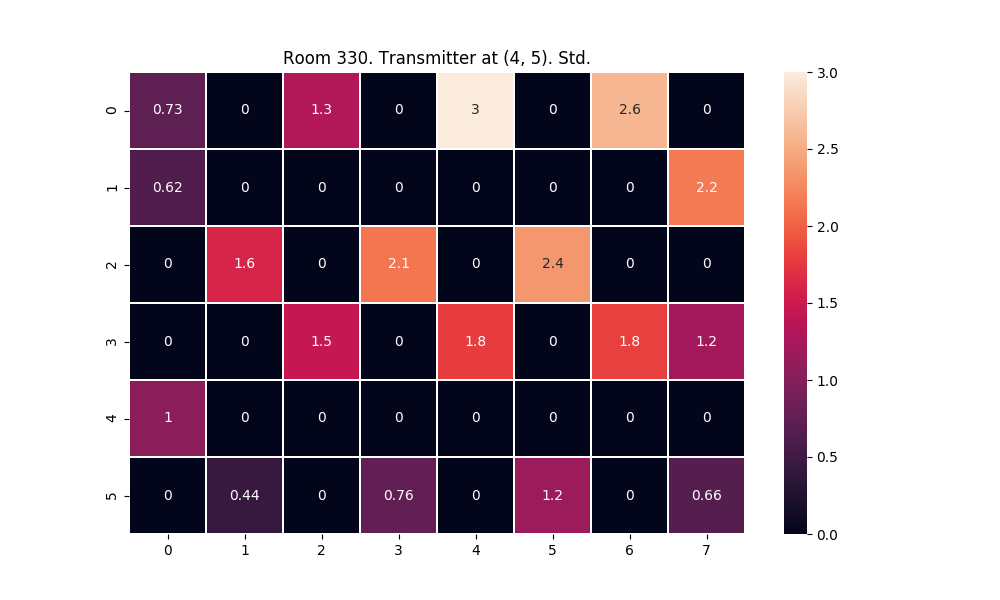 Room 330. Transmitter at (4, 5). Std.
0 0.73 0 1.3 0 3 0 2.6 0
1 0.62 0 0 0 0 0 0 2.2
2 0 1.6 0 2.1 0 2.4 0 0
3 0 0 1.5 0 1.8 0 1.8 1.2
4 1 0 0 0 0 0 0 0
5 0 0.44 0 0.76 0 1.2 0 0.66
0 1 2 3 4 5 6 7
3.0
2.5
2.0
1.5
1.0
0.5
0.0